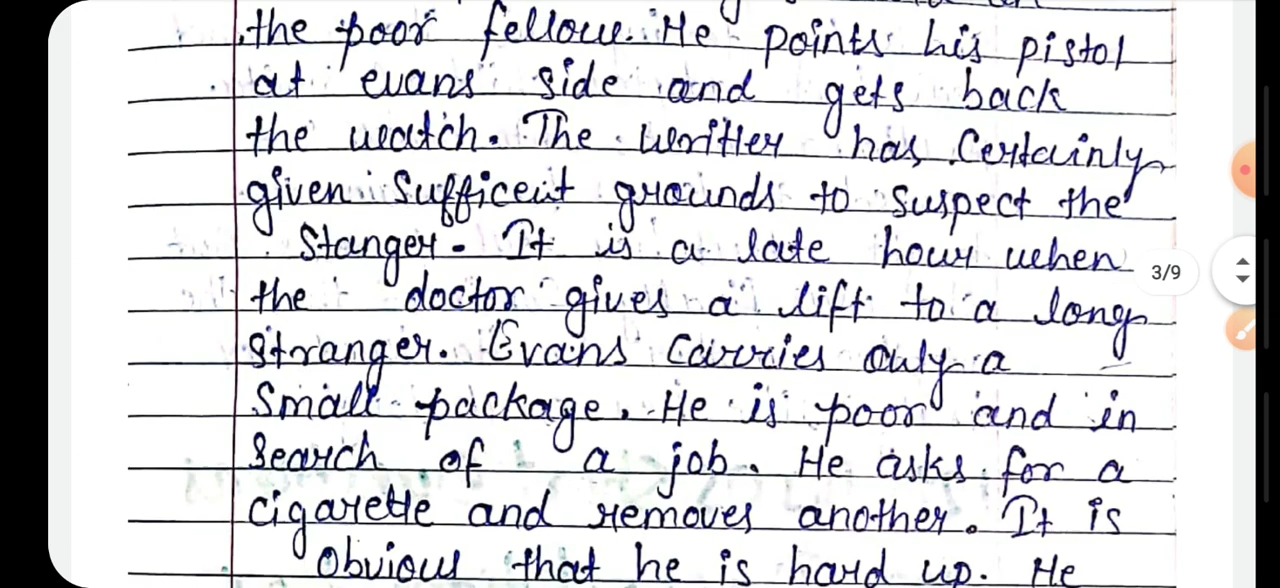 the poor fellow. He points his pistol
at evans side and gets back
the watch. The writter has Certainly
given Sufficent grounds to suspect the
Stanger. It is a late hour when
the doctor gives a lift to a long
Stranger. Evans Carries only a
Small package. He is poor and in
Search of a job. He asks for a
cigarette and removes another. It is
Obvious that he is hard up. He
3/9